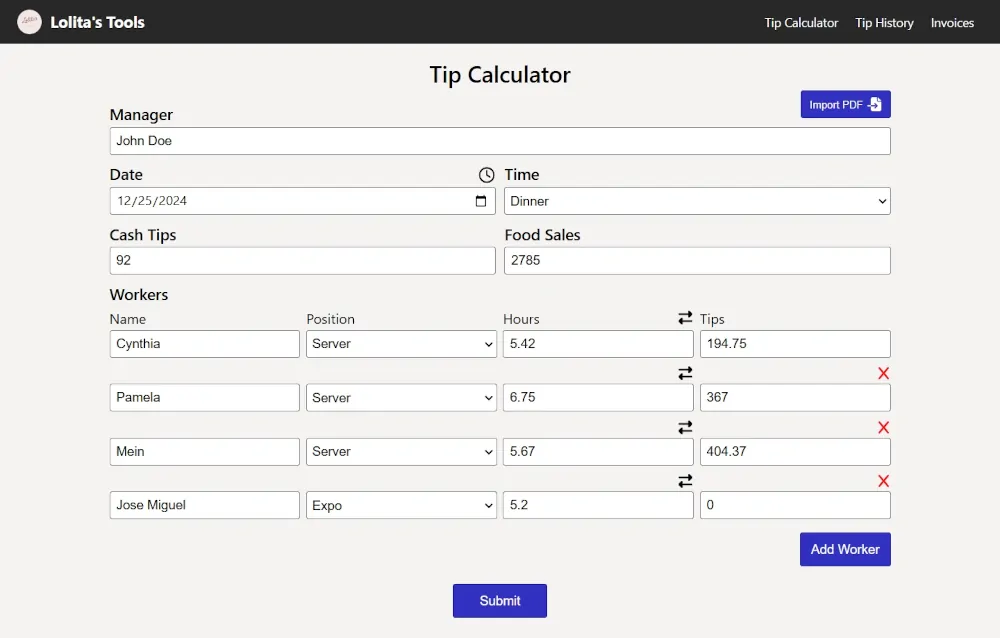 Lolita's Tools
Tip Calculator Tip History Invoices
Tip Calculator
Import PDF
Manager
John Doe
Date Time
12/25/2024 Dinner
Cash Tips Food Sales
92 2785
Workers
Name Position Hours Tips
Cynthia Server 5.42 194.75
X
Pamela Server 6.75 367
X
Mein Server 5.67 404.37
X
Jose Miguel Expo 5.2 0
Add Worker
Submit